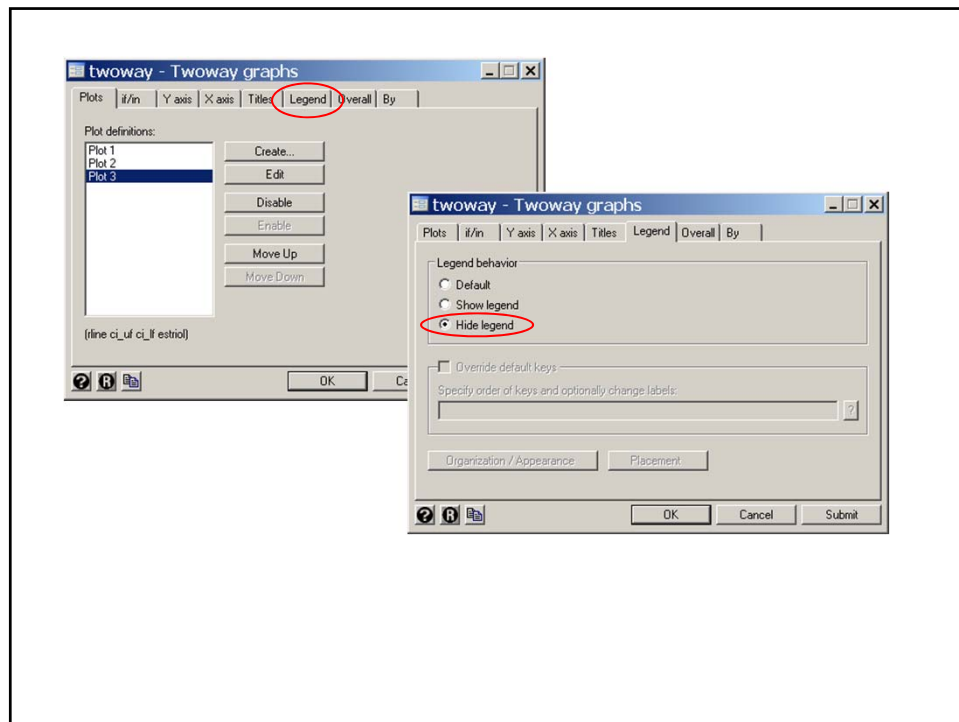 twoway - Twoway graphs
Plots if/in Y axis X axis Titles Legend Overall By
Plot definitions:
Plot 1
Plot 2
Plot 3
Create...
Edit
Disable
Enable
Move Up
Move Down
(rline ci_uf ci_lf estriol)
OK
twoway - Twoway graphs
Plots if/in Y axis X axis Titles Legend Overall By
Legend behavior
Default
Show legend
Hide legend
Override default keys
Specify order of keys and optionally change labels:
?
Organization / Appearance Placement
? R OK Cancel Submit